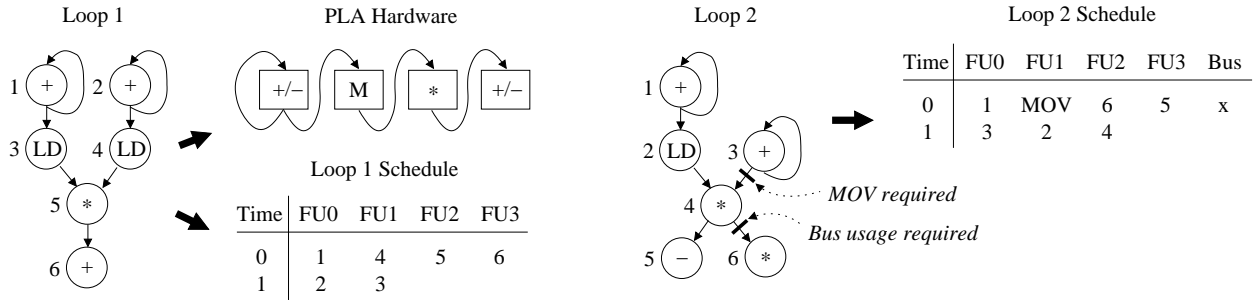 Loop 1
1 + 2 +
3 LD 4 LD
5 *
6 +
PLA Hardware
+/− M * +/−
Loop 1 Schedule
Time FU0 FU1 FU2 FU3
0 1 4 5 6
1 2 3
Loop 2
1 +
2 LD 3 +
MOV required
4 *
Bus usage required
5 − 6 *
Loop 2 Schedule
Time FU0 FU1 FU2 FU3 Bus
0 1 MOV 6 5 x
1 3 2 4